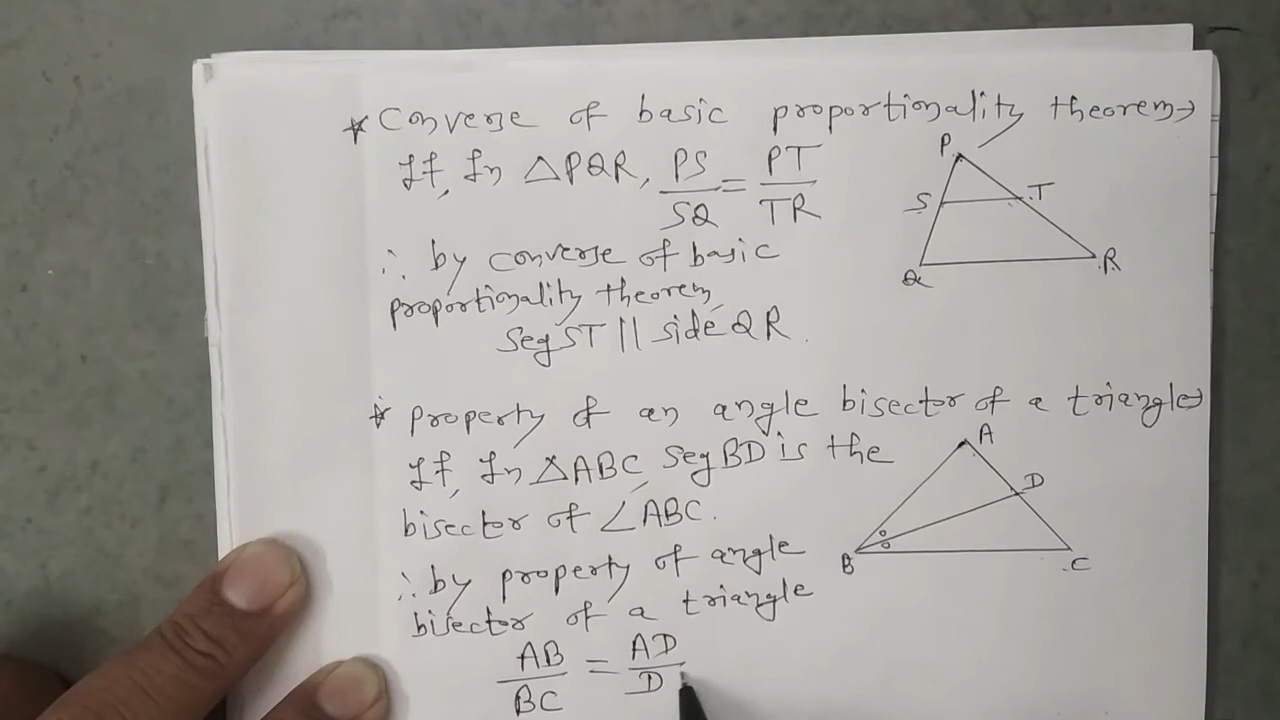 * Converse of basic proportionality theorem→
If, In △PQR, PS/SQ = PT/TR
∴ by converse of basic
proportionality theorem,
seg ST || side QR.
P
S T
Q R
* property of an angle bisector of a triangle→
If, In △ABC, seg BD is the
bisector of ∠ABC.
∴ by property of angle
bisector of a triangle
AB/BC = AD/D
A
D
B C